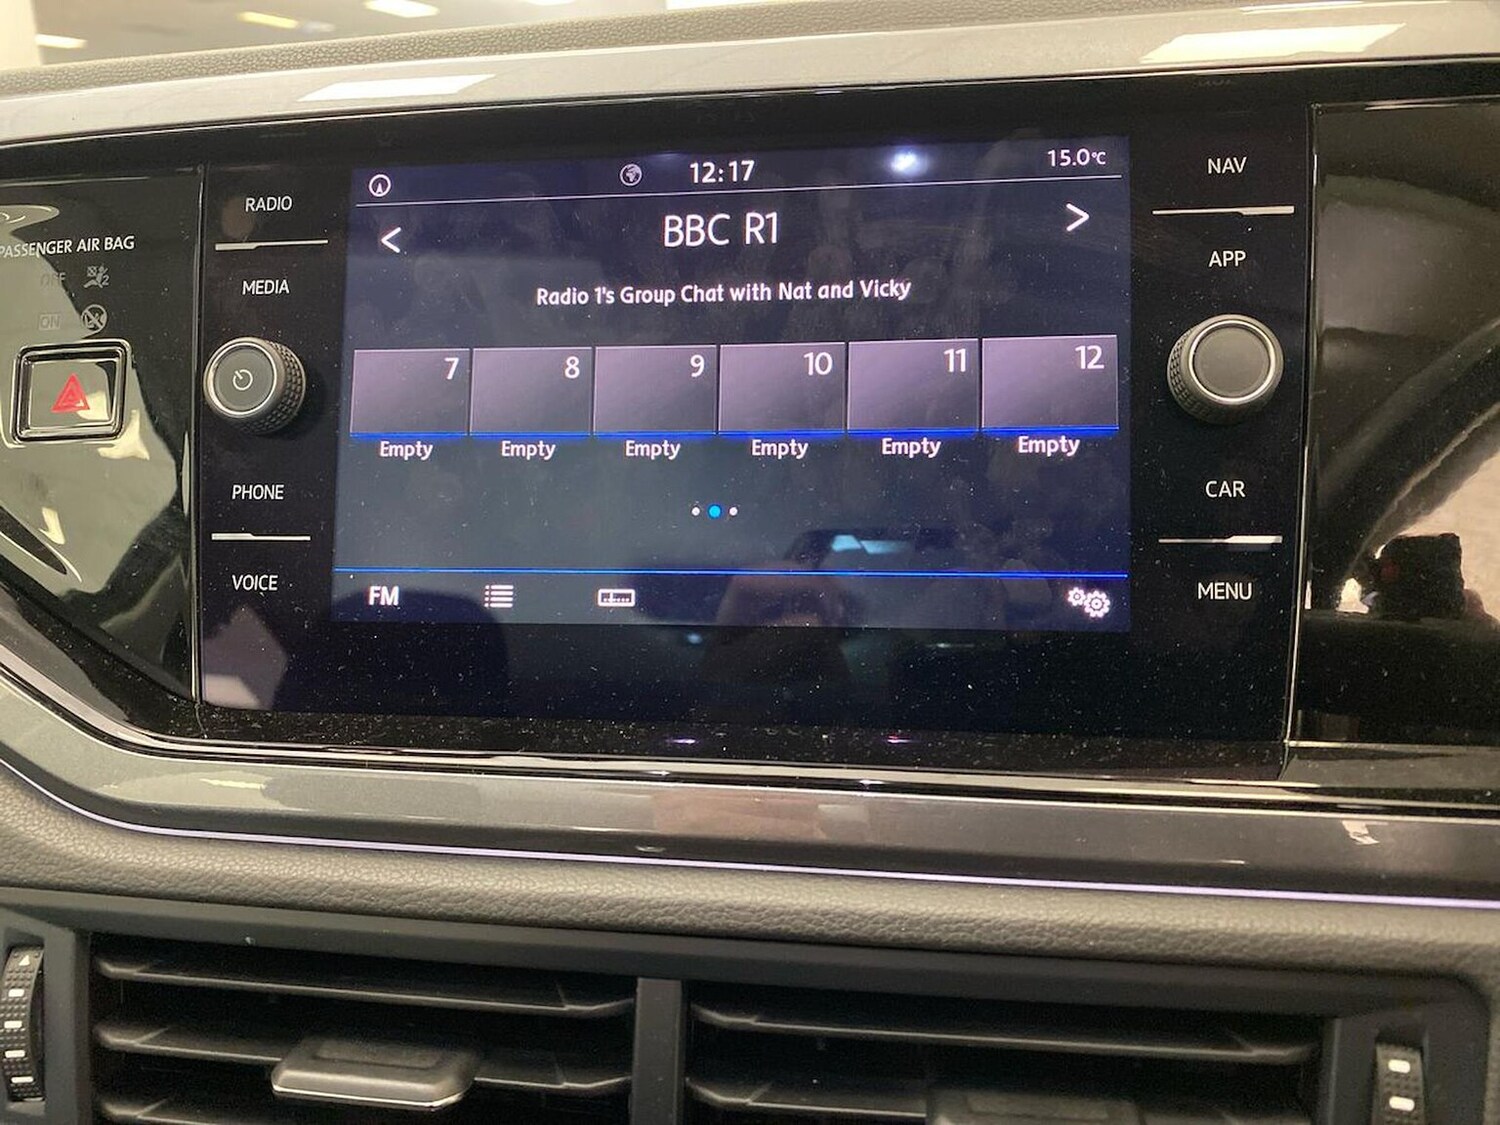 PASSENGER AIR BAG
OFF
ON
RADIO
MEDIA
PHONE
VOICE
12:17
15.0°C
<
BBC R1
>
Radio 1's Group Chat with Nat and Vicky
7 8 9 10 11 12
Empty Empty Empty Empty Empty Empty
FM
NAV
APP
CAR
MENU